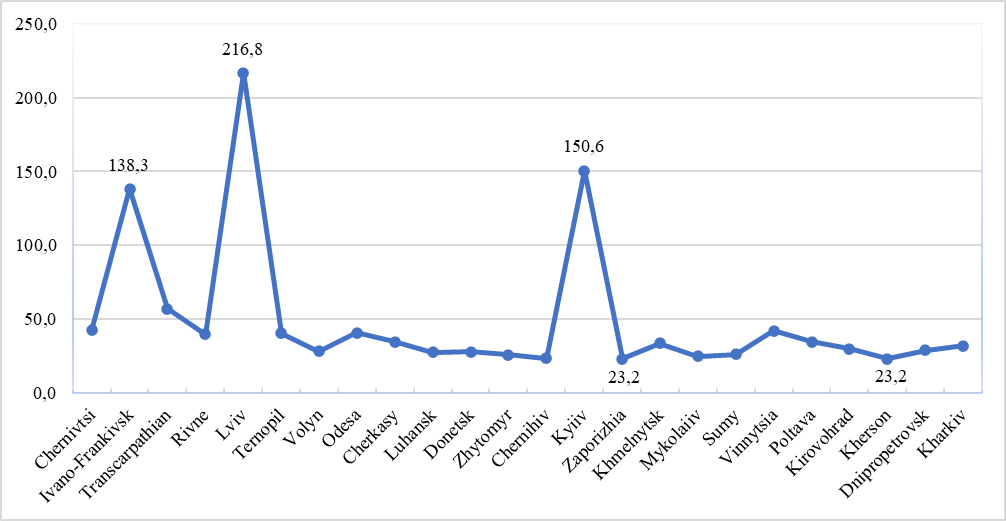 250,0
200,0
150,0
100,0
50,0
0,0
216,8
138,3
150,6
23,2
23,2
Chernivtsi
Ivano-Frankivsk
Transcarpathian
Rivne
Lviv
Ternopil
Volyn
Odesa
Cherkasy
Luhansk
Donetsk
Zhytomyr
Chernihiv
Kyiiv
Zaporizhia
Khmelnytsk
Mykolaiiv
Sumy
Vinnytsia
Poltava
Kirovohrad
Kherson
Dnipropetrovsk
Kharkiv